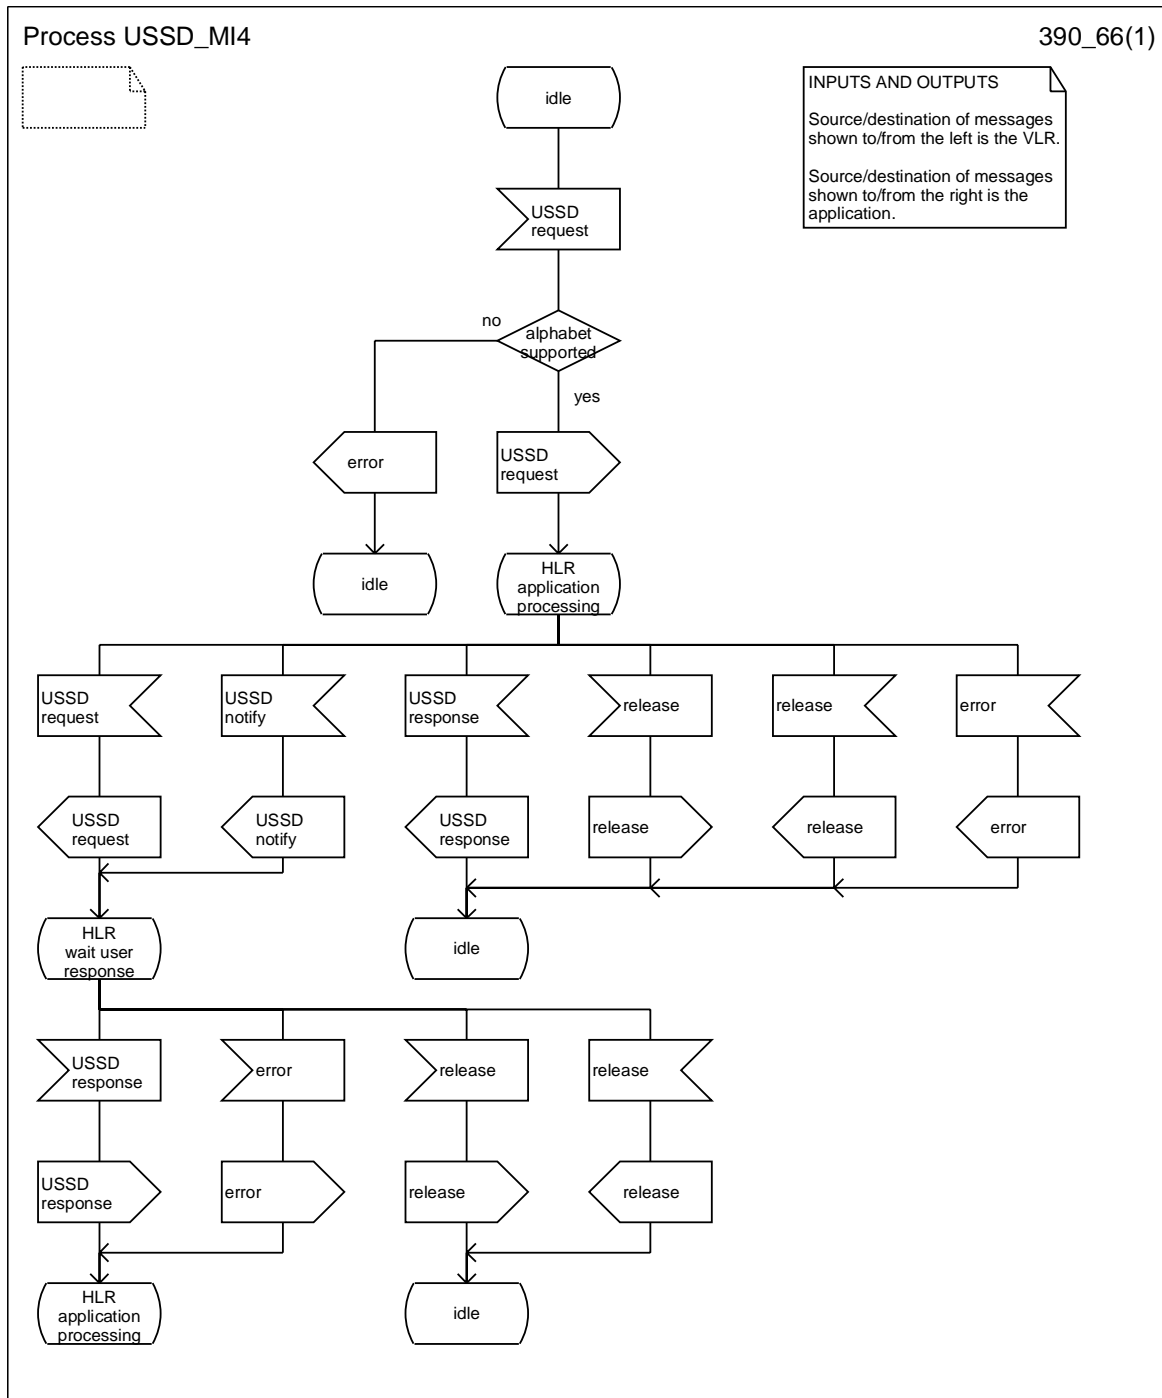 Process USSD_MI4
390_66(1)
INPUTS AND OUTPUTS
Source/destination of messages
shown to/from the left is the VLR.
Source/destination of messages
shown to/from the right is the
application.
idle
USSD
request
no
alphabet
supported
yes
error
USSD
request
idle
HLR
application
processing
USSD
request
USSD
notify
USSD
response
release
release
error
USSD
request
USSD
notify
USSD
response
release
release
error
HLR
wait user
response
idle
USSD
response
error
release
release
USSD
response
error
release
release
HLR
application
processing
idle